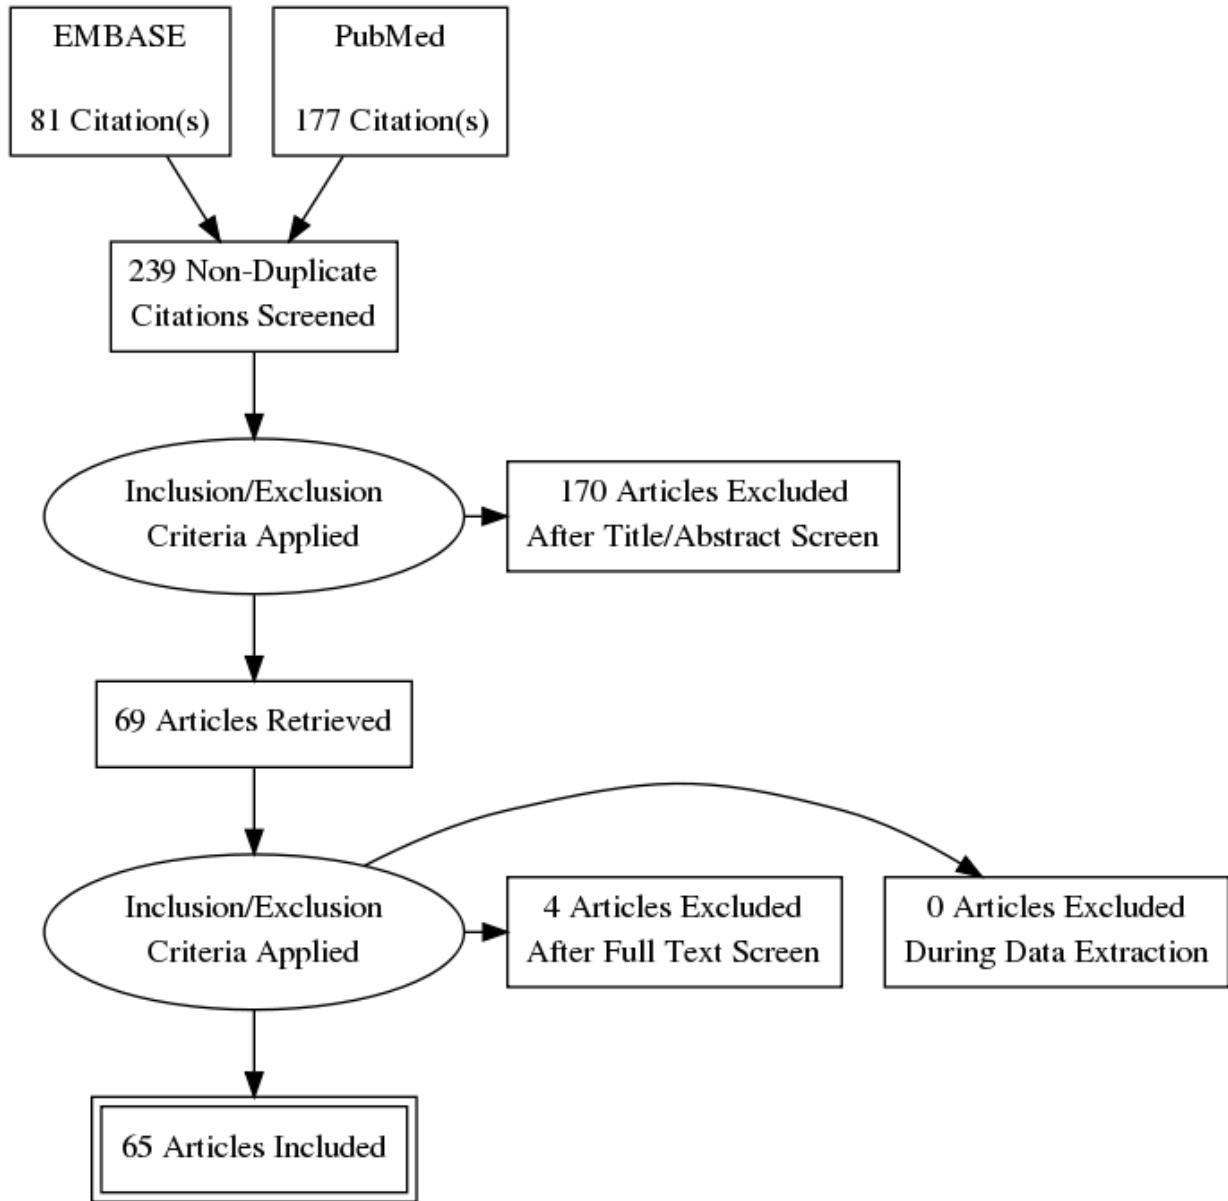 EMBASE
81 Citation(s)
PubMed
177 Citation(s)
239 Non-Duplicate
Citations Screened
Inclusion/Exclusion
Criteria Applied
170 Articles Excluded
After Title/Abstract Screen
69 Articles Retrieved
Inclusion/Exclusion
Criteria Applied
4 Articles Excluded
After Full Text Screen
0 Articles Excluded
During Data Extraction
65 Articles Included